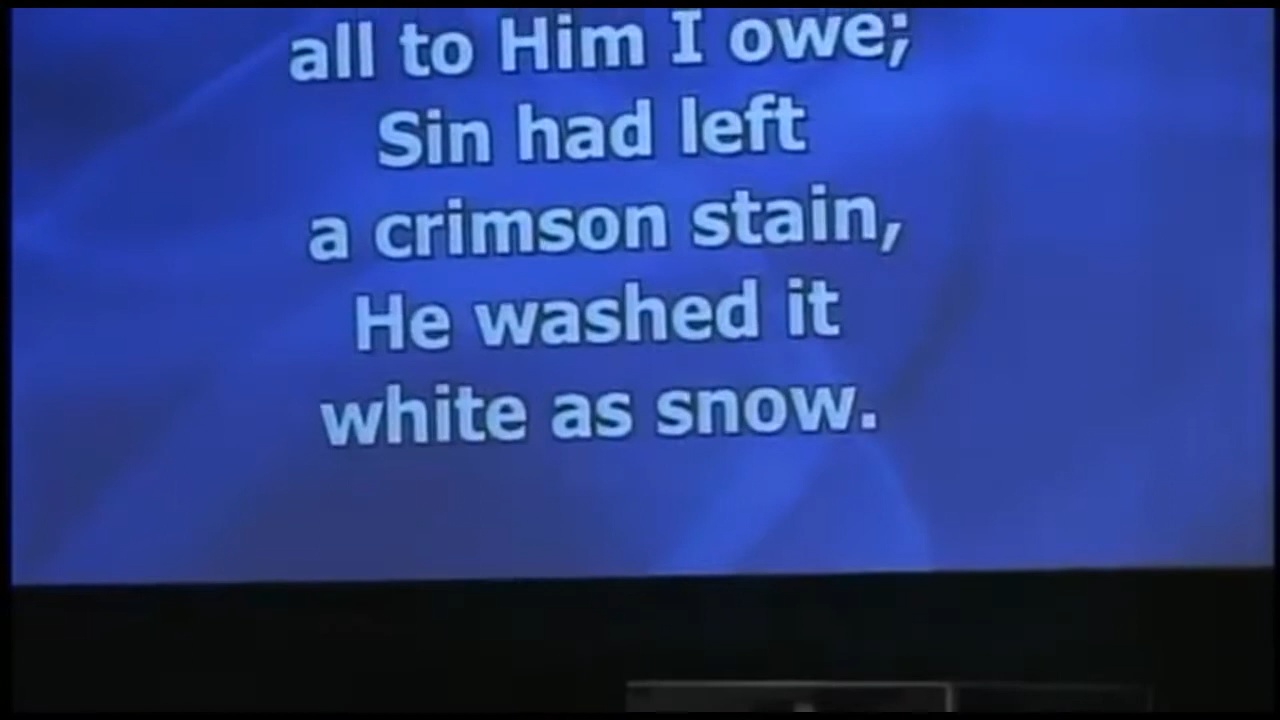 all to Him I owe;
Sin had left
a crimson stain,
He washed it
white as snow.